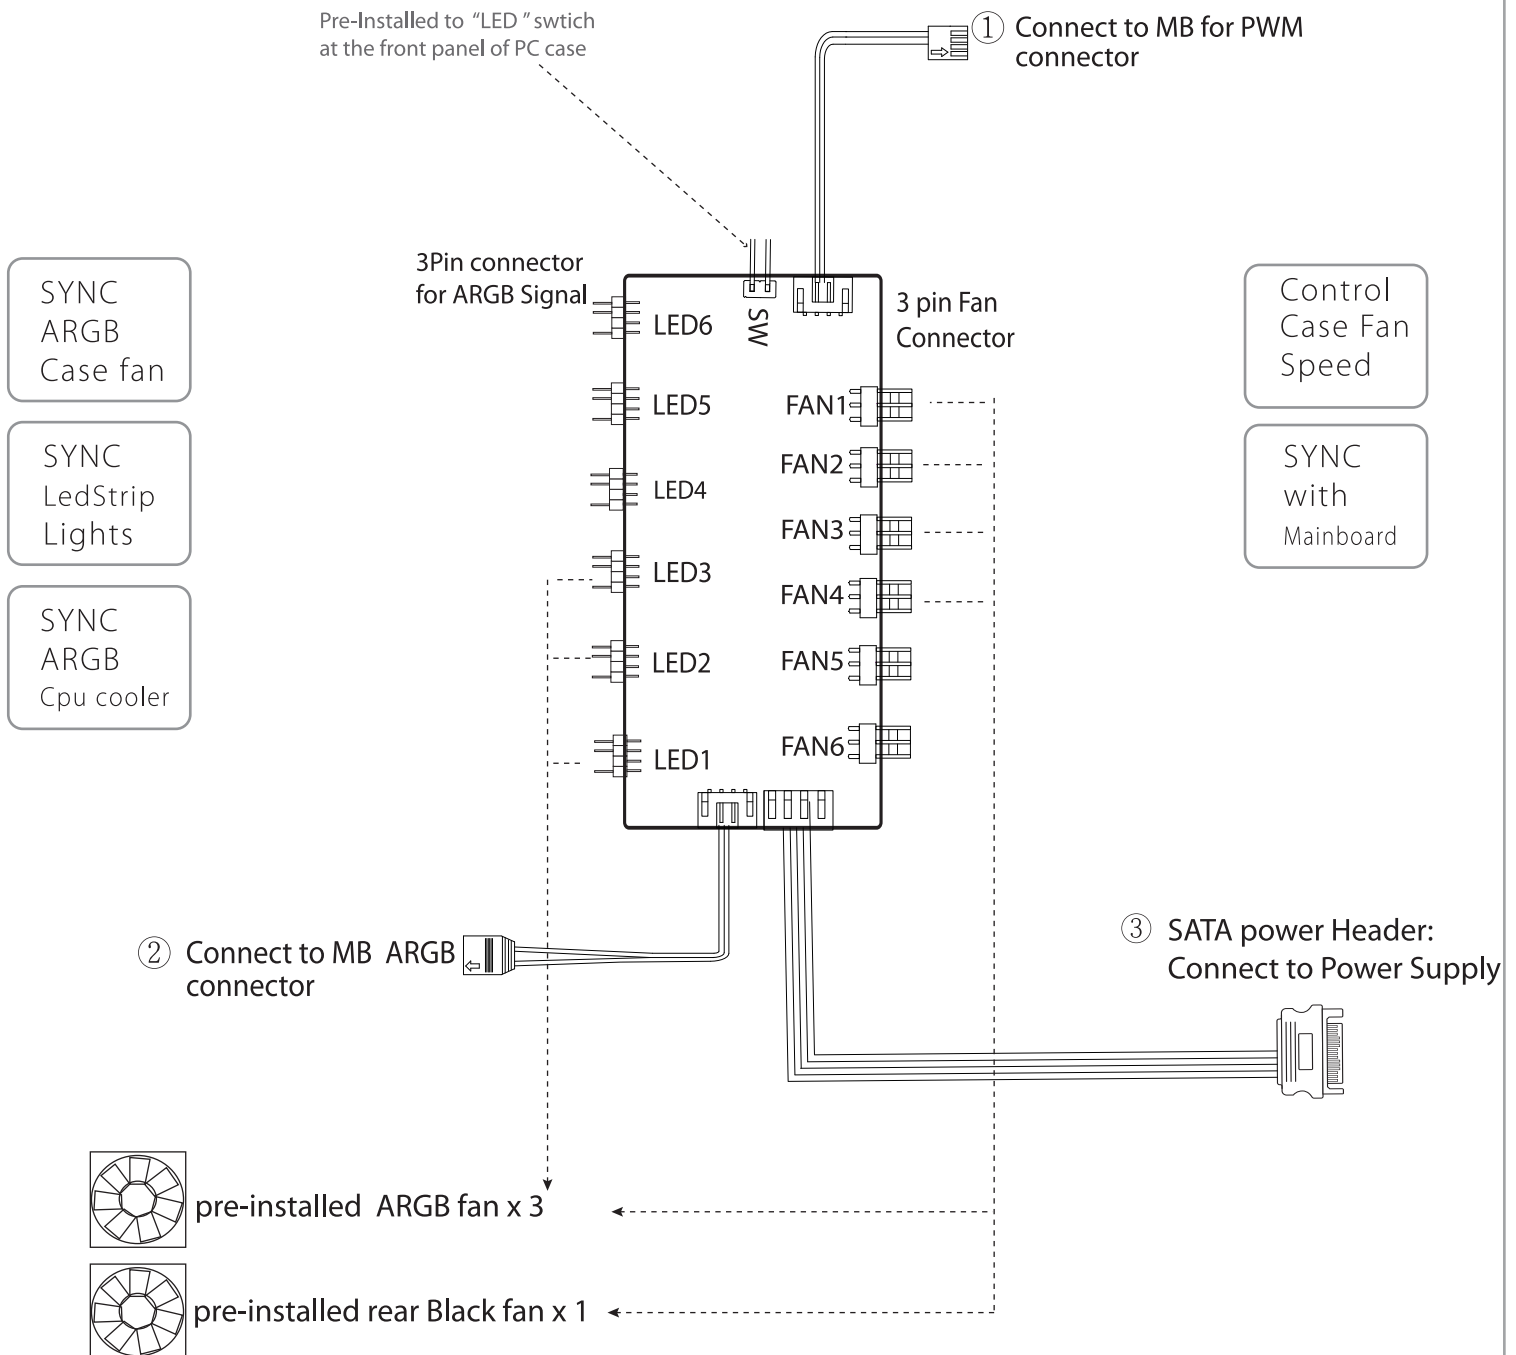 Pre-Installed to “LED ” swtich
at the front panel of PC case
① Connect to MB for PWM
connector
3Pin connector
for ARGB Signal
SW
3 pin Fan
Connector
SYNC
ARGB
Case fan
SYNC
LedStrip
Lights
SYNC
ARGB
Cpu cooler
LED6
LED5
LED4
LED3
LED2
LED1
FAN1
FAN2
FAN3
FAN4
FAN5
FAN6
Control
Case Fan
Speed
SYNC
with
Mainboard
② Connect to MB ARGB
connector
③ SATA power Header:
Connect to Power Supply
pre-installed ARGB fan x 3
pre-installed rear Black fan x 1